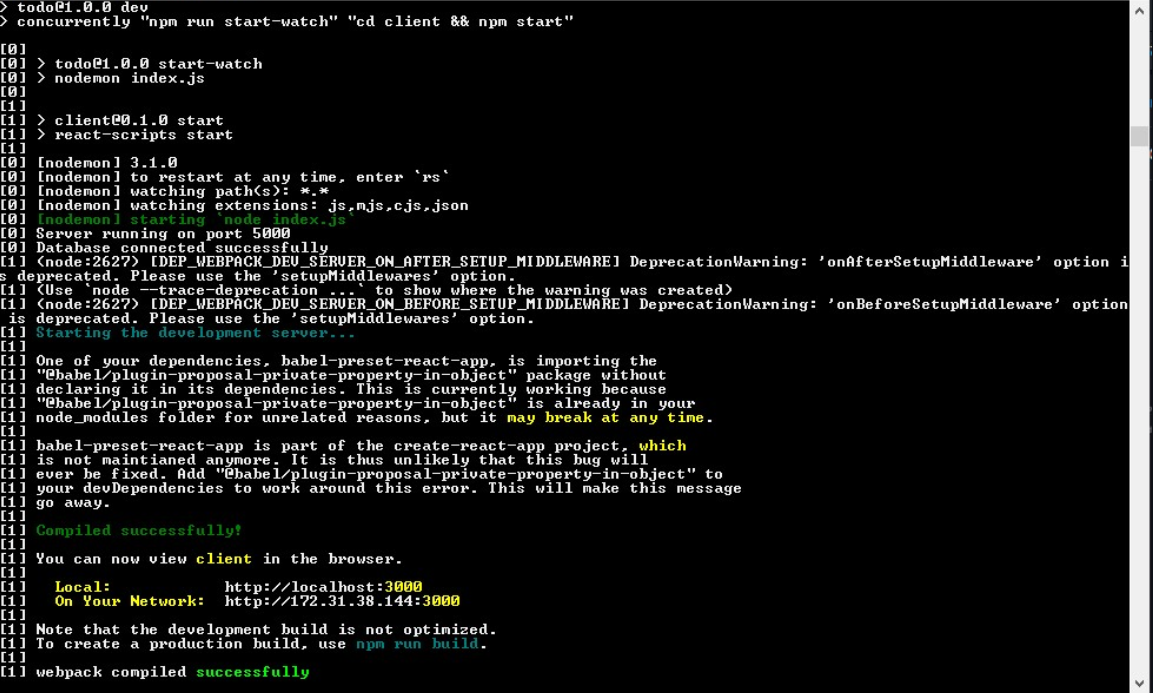 > todo@1.0.0 dev
> concurrently "npm run start-watch" "cd client && npm start"
[0]
[0] > todo@1.0.0 start-watch
[0] > nodemon index.js
[0]
[1]
[1] > client@0.1.0 start
[1] > react-scripts start
[1]
[0] [nodemon] 3.1.0
[0] [nodemon] to restart at any time, enter `rs`
[0] [nodemon] watching path(s): *.*
[0] [nodemon] watching extensions: js,mjs,cjs,json
[0] [nodemon] starting `node index.js`
[0] Server running on port 5000
[0] Database connected successfully
[1] (node:2627) [DEP_WEBPACK_DEV_SERVER_ON_AFTER_SETUP_MIDDLEWARE] DeprecationWarning: 'onAfterSetupMiddleware' option i
s deprecated. Please use the 'setupMiddlewares' option.
[1] (Use `node --trace-deprecation ...` to show where the warning was created)
[1] (node:2627) [DEP_WEBPACK_DEV_SERVER_ON_BEFORE_SETUP_MIDDLEWARE] DeprecationWarning: 'onBeforeSetupMiddleware' option
 is deprecated. Please use the 'setupMiddlewares' option.
[1] Starting the development server...
[1]
[1] One of your dependencies, babel-preset-react-app, is importing the
[1] "@babel/plugin-proposal-private-property-in-object" package without
[1] declaring it in its dependencies. This is currently working because
[1] "@babel/plugin-proposal-private-property-in-object" is already in your
[1] node_modules folder for unrelated reasons, but it may break at any time.
[1]
[1] babel-preset-react-app is part of the create-react-app project, which
[1] is not maintianed anymore. It is thus unlikely that this bug will
[1] ever be fixed. Add "@babel/plugin-proposal-private-property-in-object" to
[1] your devDependencies to work around this error. This will make this message
[1] go away.
[1]
[1] Compiled successfully!
[1]
[1] You can now view client in the browser.
[1]
[1]   Local:            http://localhost:3000
[1]   On Your Network:  http://172.31.38.144:3000
[1]
[1] Note that the development build is not optimized.
[1] To create a production build, use npm run build.
[1]
[1] webpack compiled successfully